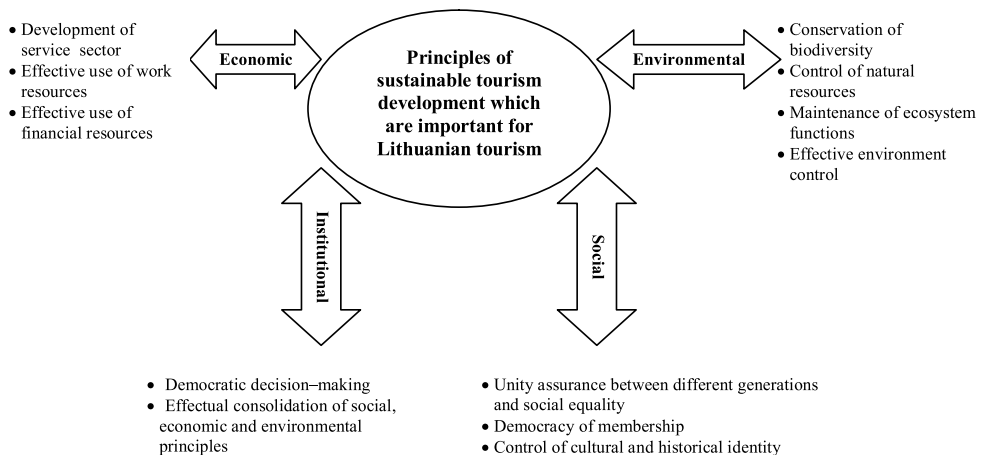 Principles of
sustainable tourism
development which
are important for
Lithuanian tourism
Economic
• Development of
service sector
• Effective use of work
resources
• Effective use of
financial resources
Environmental
• Conservation of
biodiversity
• Control of natural
resources
• Maintenance of ecosystem
functions
• Effective environment
control
Institutional
• Democratic decision–making
• Effectual consolidation of social,
economic and environmental
principles
Social
• Unity assurance between different generations
and social equality
• Democracy of membership
• Control of cultural and historical identity